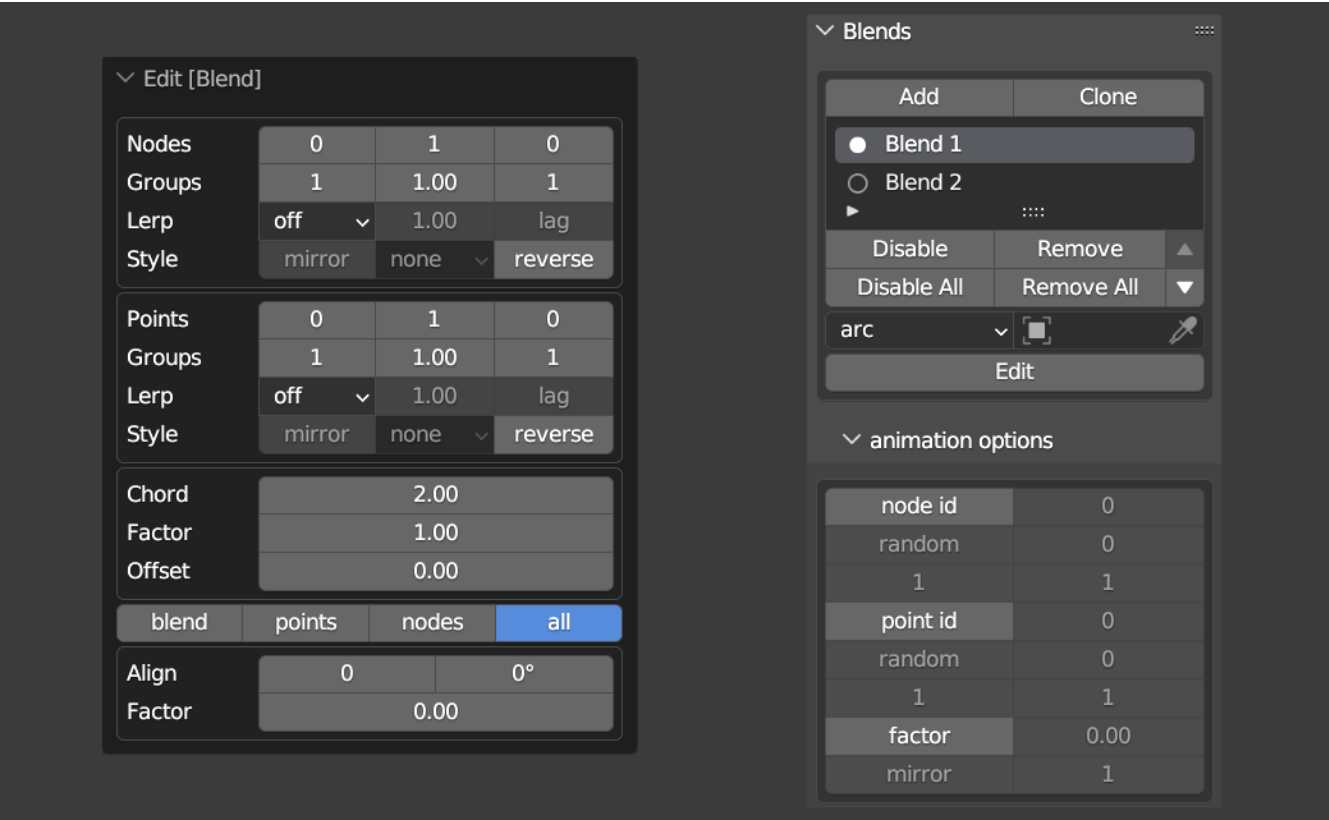 Edit [Blend]
Nodes 0 1 0
Groups 1 1.00 1
Lerp off 1.00 lag
Style mirror none reverse
Points 0 1 0
Groups 1 1.00 1
Lerp off 1.00 lag
Style mirror none reverse
Chord 2.00
Factor 1.00
Offset 0.00
blend points nodes all
Align 0 0°
Factor 0.00
Blends
Add Clone
Blend 1
Blend 2
Disable Remove
Disable All Remove All
arc
Edit
animation options
node id 0
random 0
1 1
point id 0
random 0
1 1
factor 0.00
mirror 1